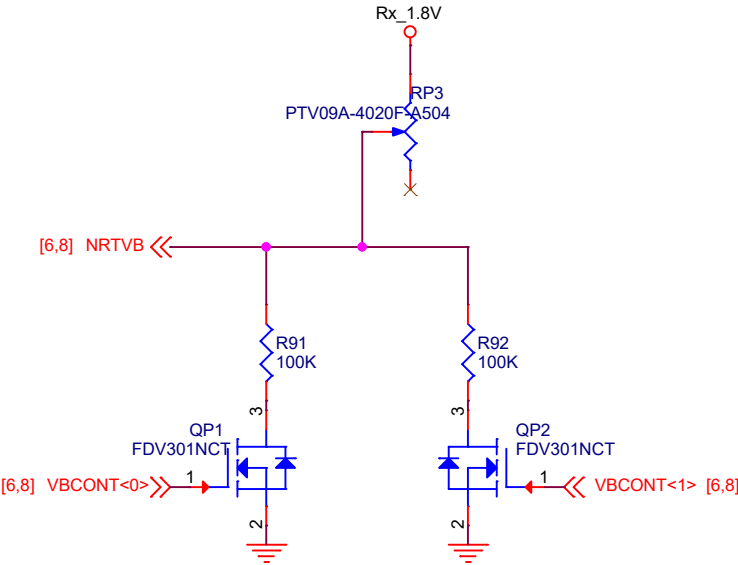 Rx_1.8V
RP3
PTV09A-4020F-A504
[6,8] NRTVB
R91
100K
R92
100K
3
3
QP1
FDV301NCT
QP2
FDV301NCT
[6,8] VBCONT<0>
1
1
VBCONT<1> [6,8]
2
2